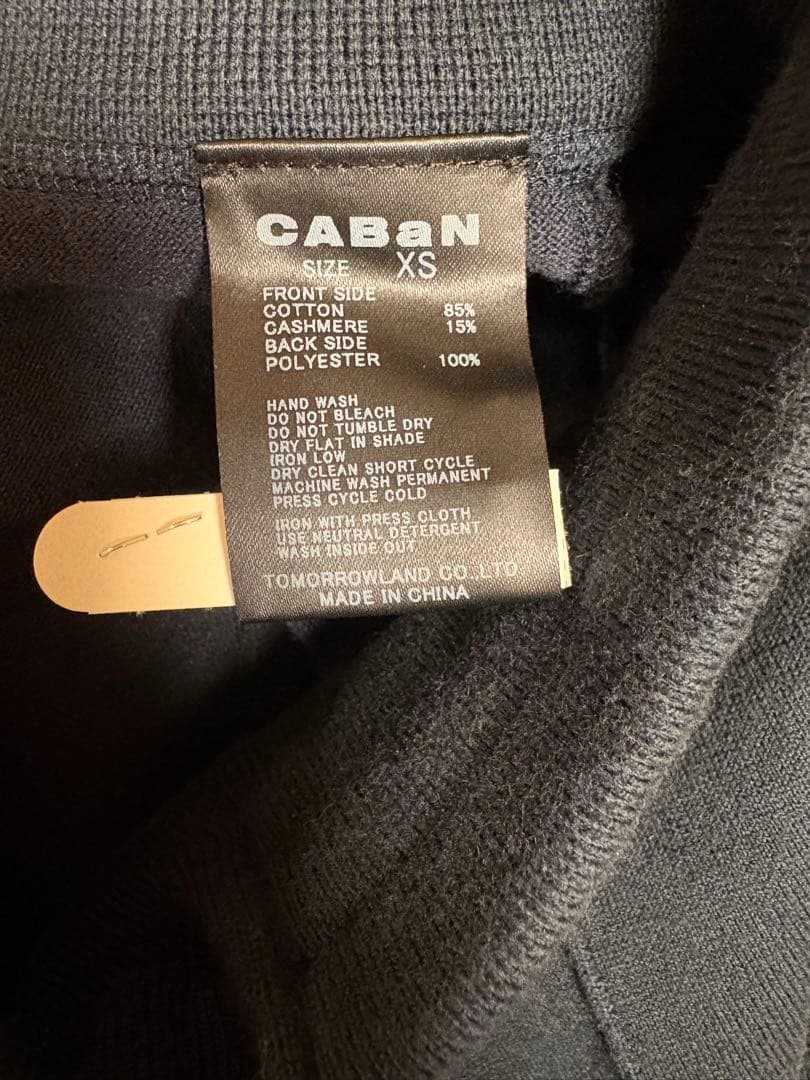 CABaN
SIZE XS
FRONT SIDE
COTTON 85%
CASHMERE 15%
BACK SIDE
POLYESTER 100%
HAND WASH
DO NOT BLEACH
DO NOT TUMBLE DRY
DRY FLAT IN SHADE
IRON LOW
DRY CLEAN SHORT CYCLE
MACHINE WASH PERMANENT
PRESS CYCLE COLD
IRON WITH PRESS CLOTH
USE NEUTRAL DETERGENT
WASH INSIDE OUT
TOMORROWLAND CO.LTD
MADE IN CHINA